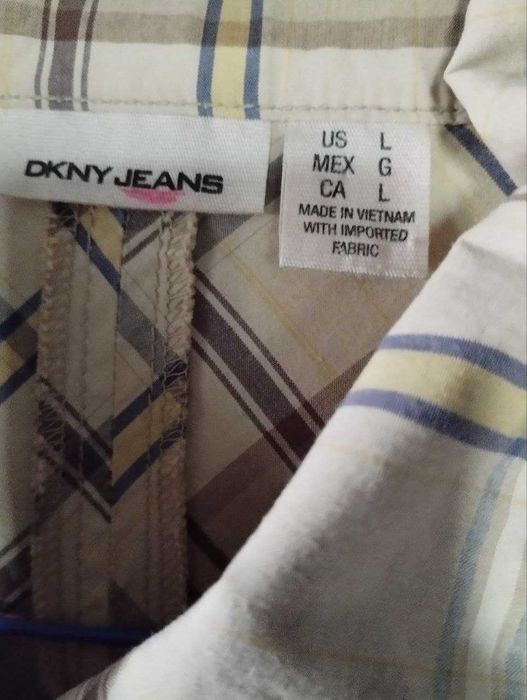 DKNY JEANS
US L
MEX G
CA L
MADE IN VIETNAM
WITH IMPORTED
FABRIC